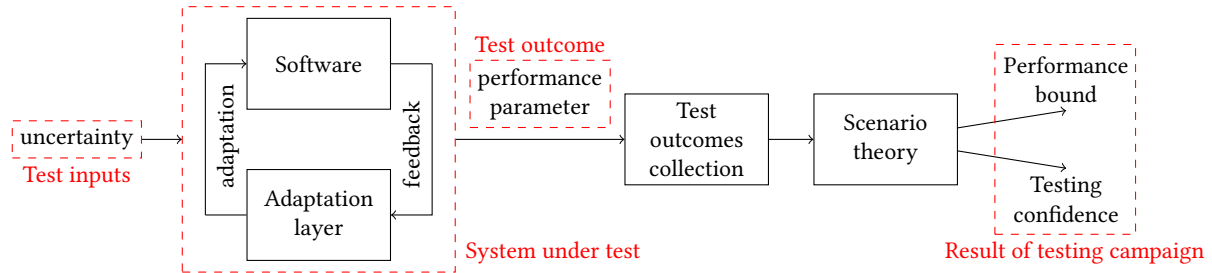 uncertainty
Test inputs
Software
adaptation
feedback
Adaptation
layer
System under test
Test outcome
performance
parameter
Test
outcomes
collection
Scenario
theory
Performance
bound
Testing
confidence
Result of testing campaign